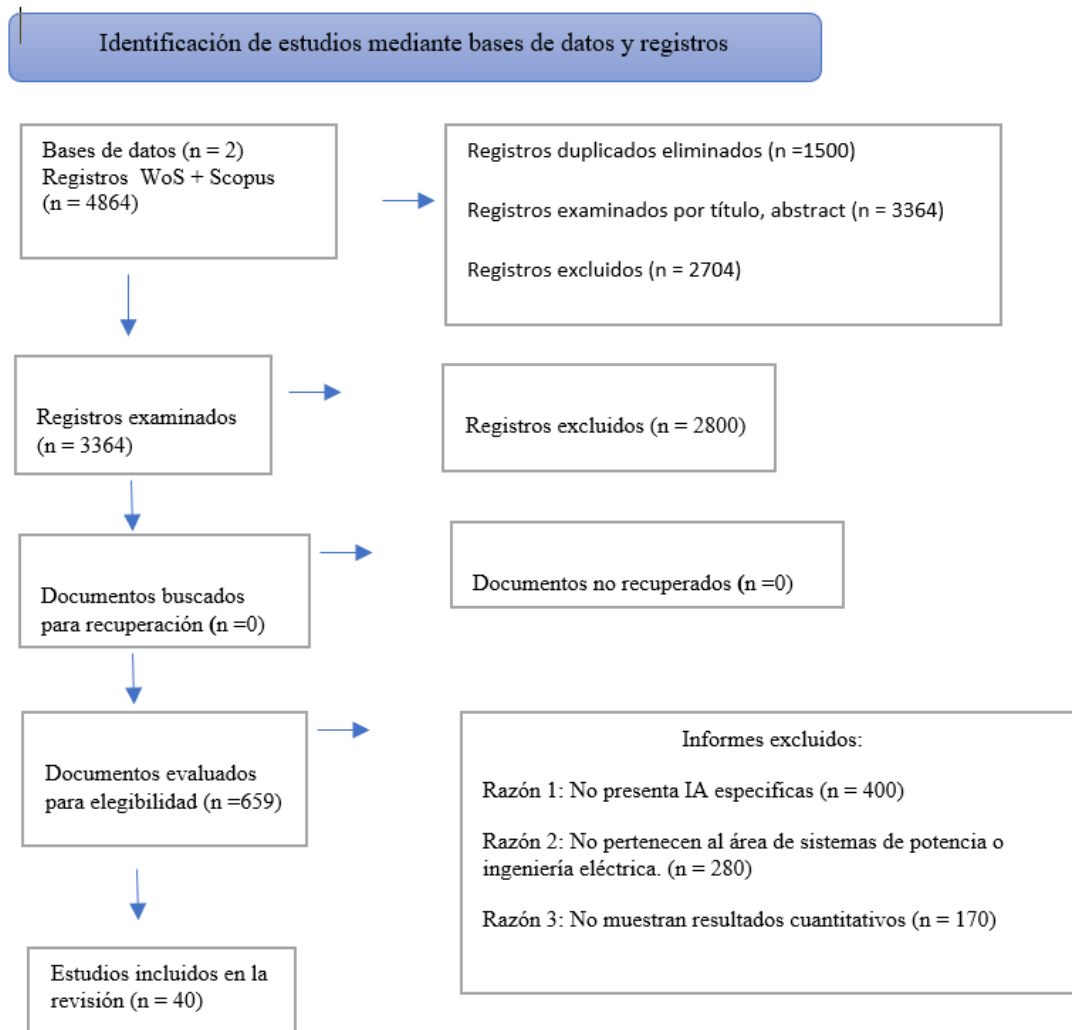 Identificación de estudios mediante bases de datos y registros
Bases de datos (n = 2)
Registros WoS + Scopus
(n = 4864)
Registros duplicados eliminados (n =1500)
Registros examinados por título, abstract (n = 3364)
Registros excluidos (n = 2704)
Registros examinados
(n = 3364)
Registros excluidos (n = 2800)
Documentos buscados
para recuperación (n =0)
Documentos no recuperados (n =0)
Documentos evaluados
para elegibilidad (n =659)
Informes excluidos:
Razón 1: No presenta IA especificas (n = 400)
Razón 2: No pertenecen al área de sistemas de potencia o
ingeniería eléctrica. (n = 280)
Razón 3: No muestran resultados cuantitativos (n = 170)
Estudios incluidos en la
revisión (n = 40)